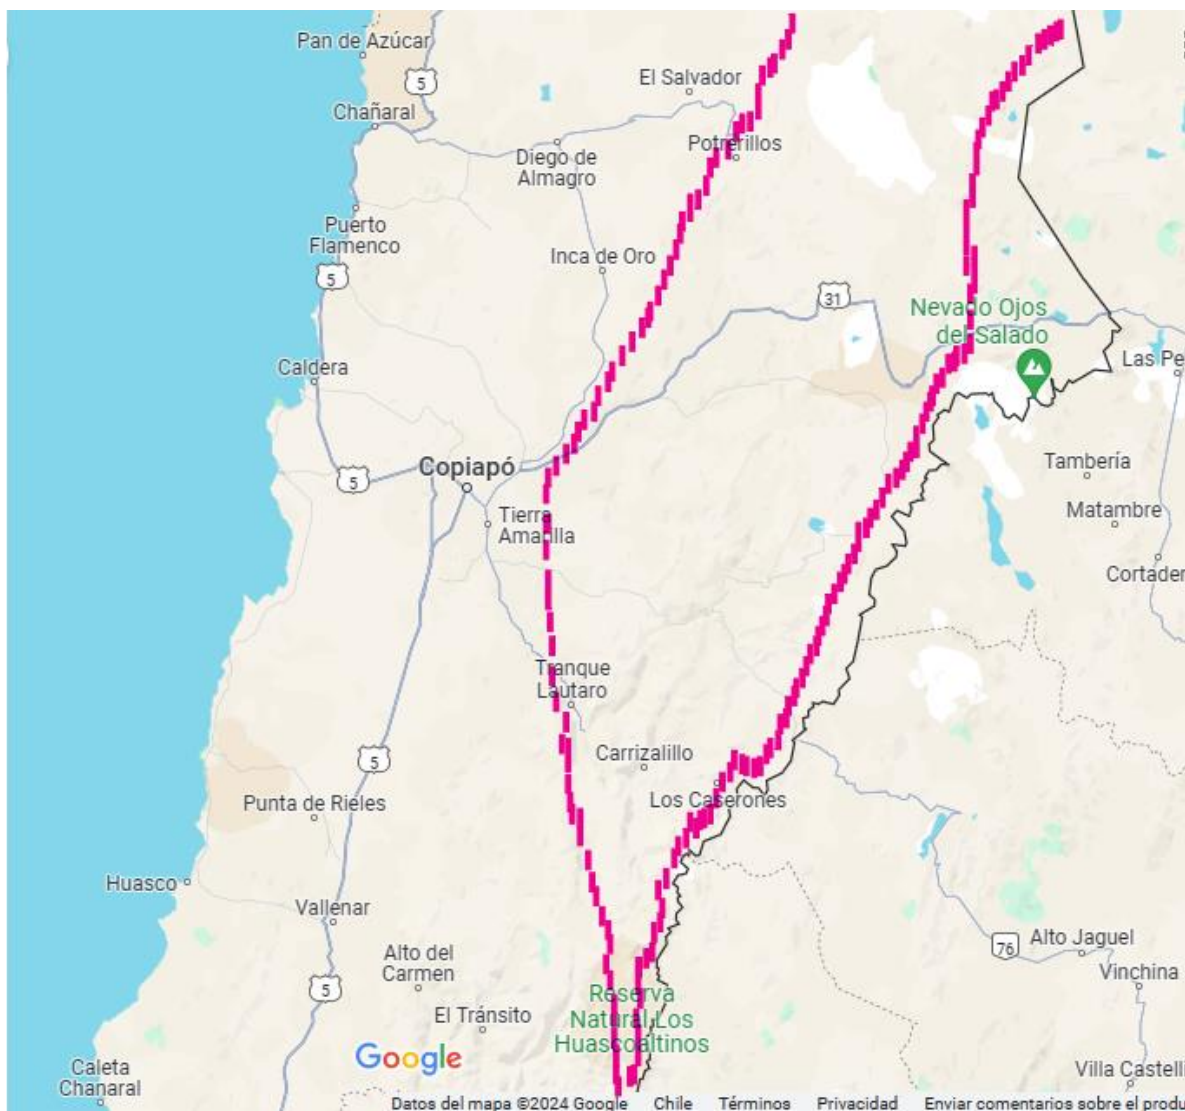 Pan de Azúcar
5
El Salvador
Chañaral
Potrerillos
Diego de
Almagro
Puerto
Flamenco
Inca de Oro
5
31
Nevado Ojos
del Salado
Caldera
Las Pe
Copiapó
5
Tambería
Tierra
Amarilla
Matambre
Cortader
Tranque
Lautaro
Carrizalillo
5
Los Caserones
Punta de Rieles
Huasco
Vallenar
Alto del
Carmen
76
Alto Jaguel
Vinchina
5
Reserva
Natural Los
Huascoaltinos
El Tránsito
Google
Caleta
Chanaral
Villa Castelli
Datos del mapa ©2024 Google Chile Términos Privacidad Enviar comentarios sobre el produ